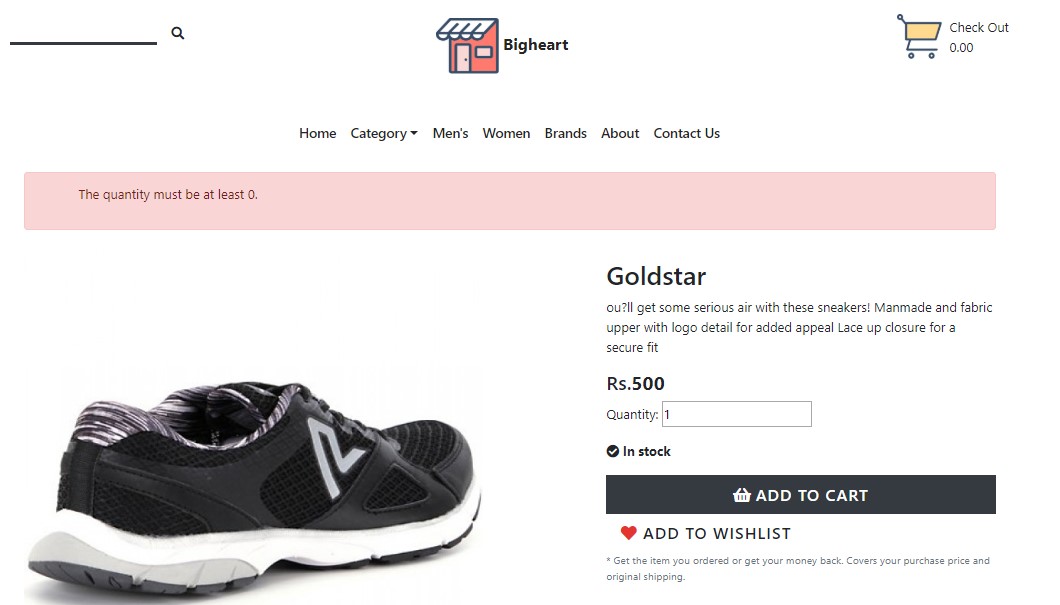 Bigheart
Check Out
0.00
Home Category Men's Women Brands About Contact Us
The quantity must be at least 0.
Goldstar
ou?ll get some serious air with these sneakers! Manmade and fabric
upper with logo detail for added appeal Lace up closure for a
secure fit
Rs.500
Quantity: 1
In stock
ADD TO CART
ADD TO WISHLIST
* Get the item you ordered or get your money back. Covers your purchase price and
original shipping.